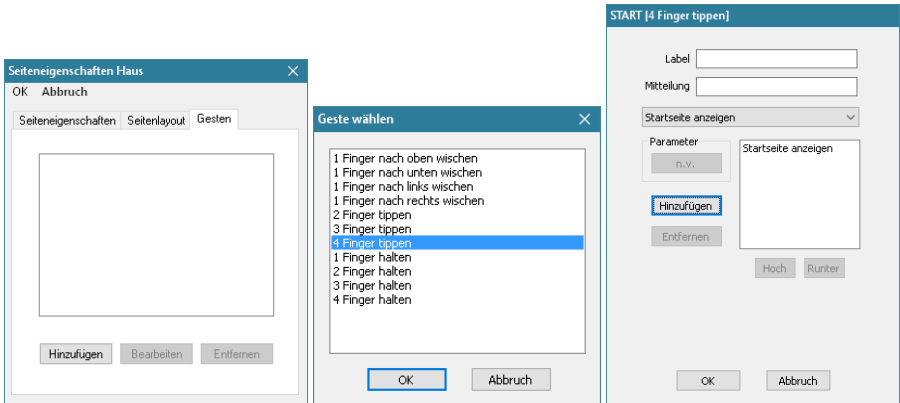 Seiteneigenschaften Haus
OK Abbruch
Seiteneigenschaften Seitenlayout Gesten
Hinzufügen Bearbeiten Entfernen
Geste wählen
1 Finger nach oben wischen
1 Finger nach unten wischen
1 Finger nach links wischen
1 Finger nach rechts wischen
2 Finger tippen
3 Finger tippen
4 Finger tippen
1 Finger halten
2 Finger halten
3 Finger halten
4 Finger halten
OK Abbruch
START [4 Finger tippen]
Label
Mitteilung
Startseite anzeigen
Parameter
n.v.
Startseite anzeigen
Hinzufügen
Entfernen
Hoch Runter
OK Abbruch